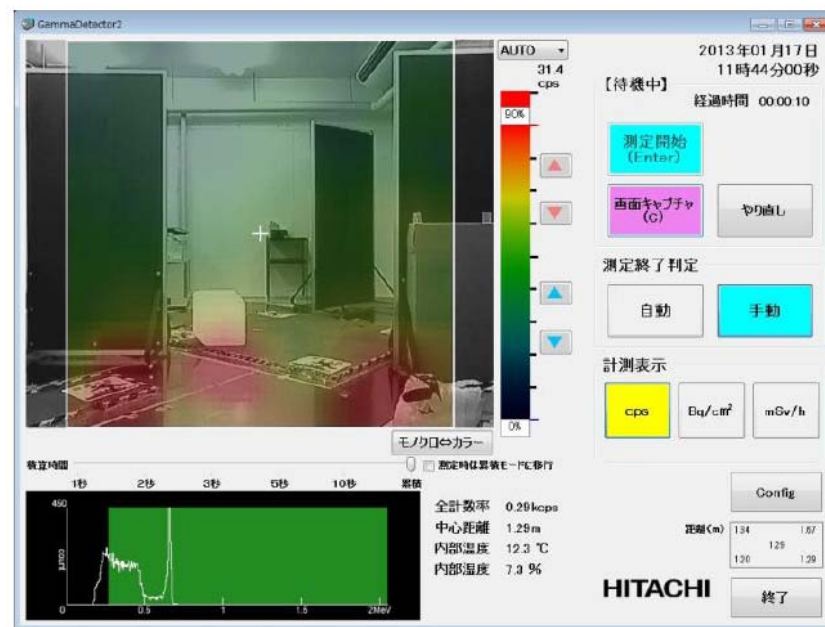 GammaDetector2
AUTO
31.4
cps
90%
0%
2013年01月17日
11時44分00秒
【待機中】
経過時間 00:00:10
測定開始
(Enter)
画面キャプチャ
(C)
やり直し
測定終了判定
自動
手動
計測表示
cps
Bq/cm²
mSv/h
モノクロ⇔カラー
積算時間
測定時は累積モードに移行
1秒 2秒 3秒 5秒 10秒 累積
450
count
0 0.5 1 1.5 2MeV
全計数率 0.29kcps
中心距離 1.29m
内部温度 12.3 ℃
内部湿度 7.3 %
Config
距離(m)
1.34 1.67
1.29
1.20 1.29
HITACHI
終了